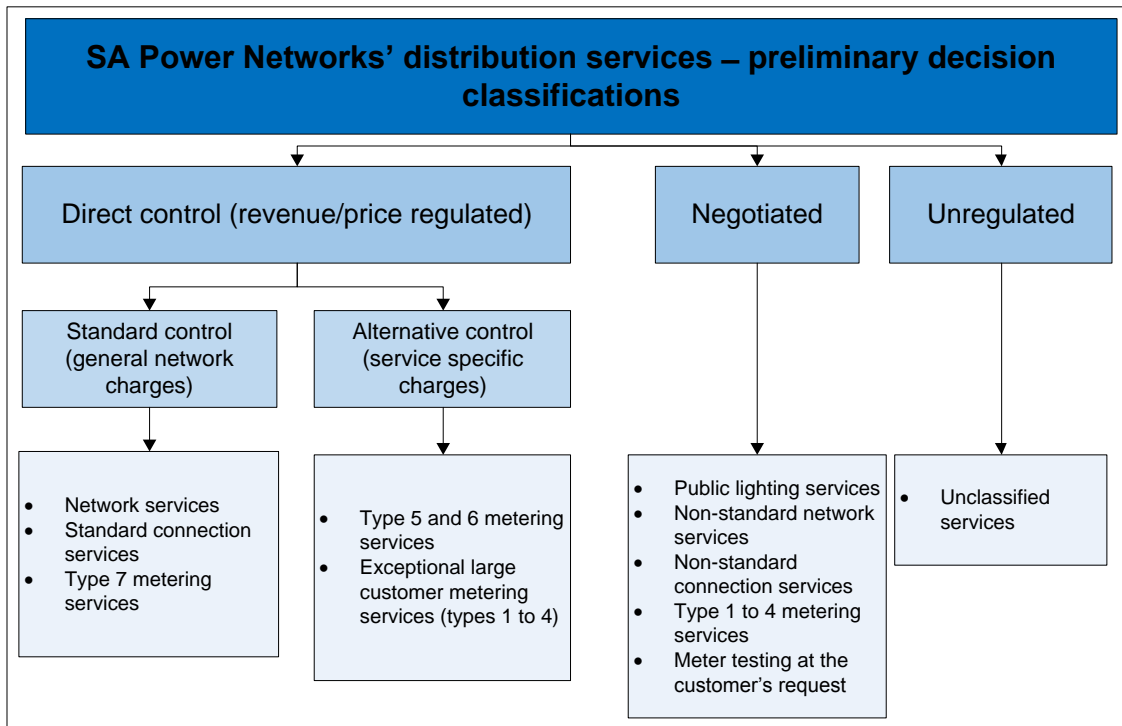 SA Power Networks' distribution services – preliminary decision
classifications
Direct control (revenue/price regulated)
Negotiated
Unregulated
Standard control
(general network
charges)
Alternative control
(service specific
charges)
• Network services
• Standard connection
services
• Type 7 metering
services
• Type 5 and 6 metering
services
• Exceptional large
customer metering
services (types 1 to 4)
• Public lighting services
• Non-standard network
services
• Non-standard
connection services
• Type 1 to 4 metering
services
• Meter testing at the
customer's request
• Unclassified
services